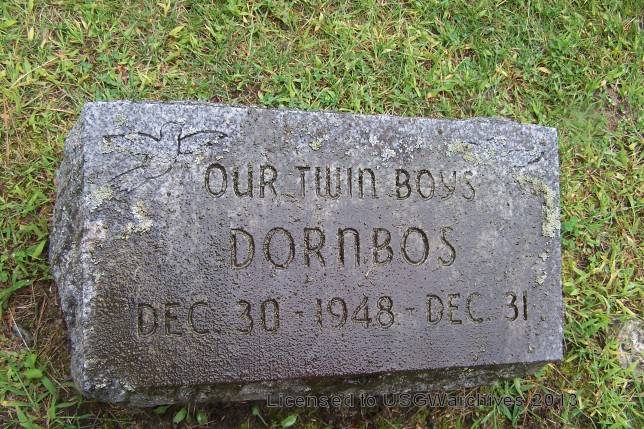 OUR TWIN BOYS
DORNBOS
DEC. 30 - 1948 - DEC. 31
Licensed to USGWarchives 2013